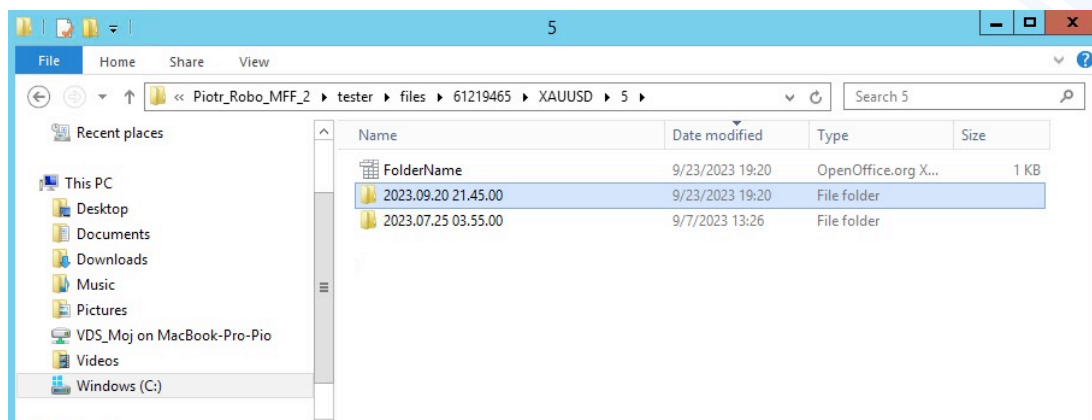 5
File Home Share View
« Piotr_Robo_MFF_2 tester files 61219465 XAUUSD 5 Search 5
Recent places
This PC
Desktop
Documents
Downloads
Music
Pictures
VDS_Moj on MacBook-Pro-Pio
Videos
Windows (C:)
Name Date modified Type Size
FolderName 9/23/2023 19:20 OpenOffice.org X... 1 KB
2023.09.20 21.45.00 9/23/2023 19:20 File folder
2023.07.25 03.55.00 9/7/2023 13:26 File folder